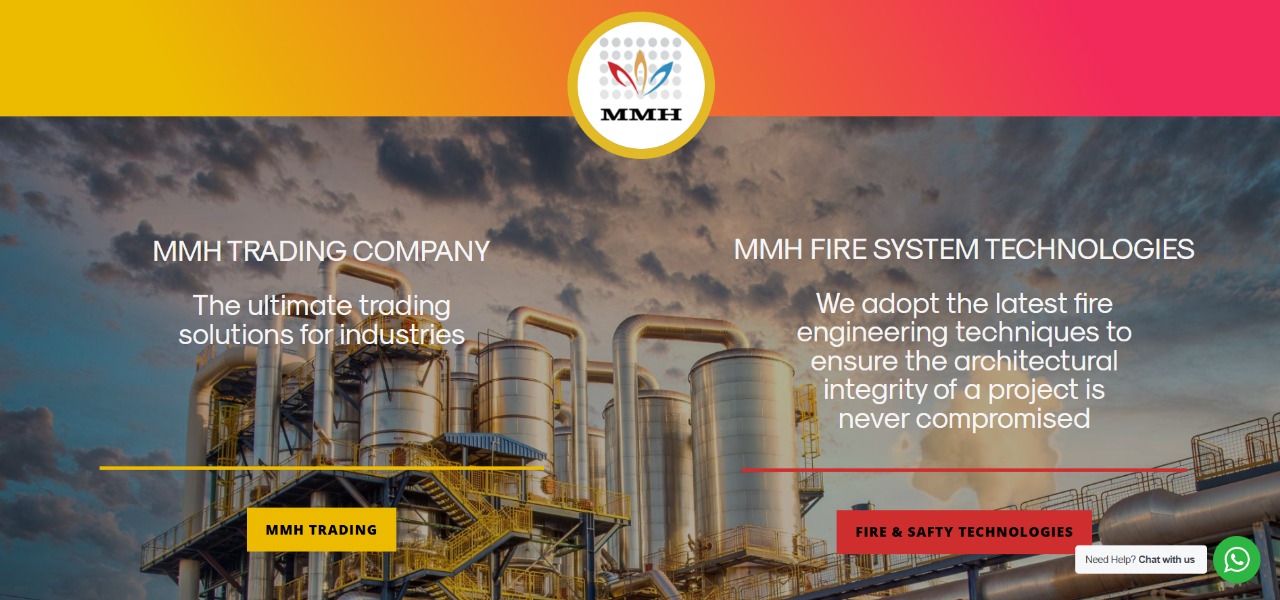 MMH
MMH TRADING COMPANY
The ultimate trading
solutions for industries
MMH TRADING
MMH FIRE SYSTEM TECHNOLOGIES
We adopt the latest fire
engineering techniques to
ensure the architectural
integrity of a project is
never compromised
FIRE & SAFTY TECHNOLOGIES
Need Help? Chat with us